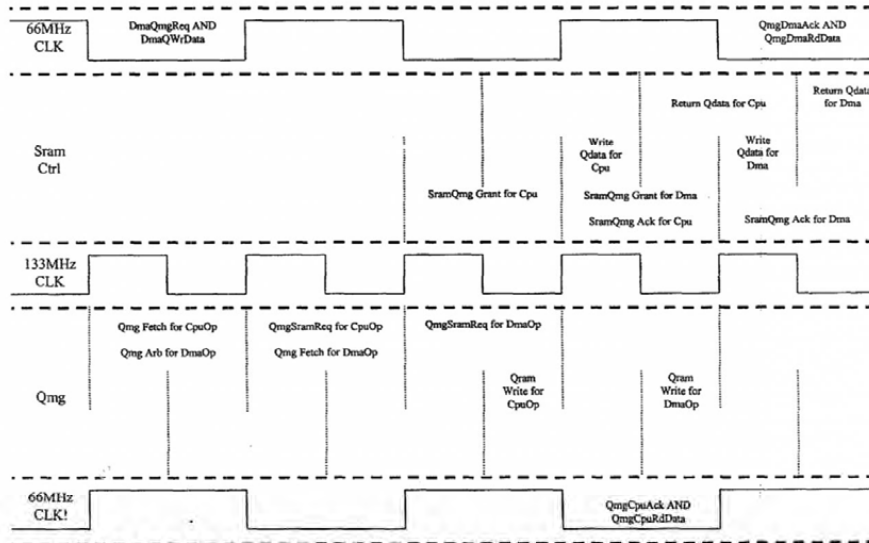 66MHz
CLK
DmaQmgReq AND
DmaQWrData
QmgDmaAck AND
QmgDmaRdData
Sram
Ctrl
Return Qdata for Cpu
Return Qdata
for Dma
Write
Qdata for
Cpu
Write
Qdata for
Dma
SramQmg Grant for Cpu
SramQmg Grant for Dma
SramQmg Ack for Cpu
SramQmg Ack for Dma
133MHz
CLK
Qmg
Qmg Fetch for CpuOp
Qmg Arb for DmaOp
QmgSramReq for CpuOp
Qmg Fetch for DmaOp
QmgSramReq for DmaOp
Qram
Write for
CpuOp
Qram
Write for
DmaOp
66MHz
CLK!
QmgCpuAck AND
QmgCpuRdData